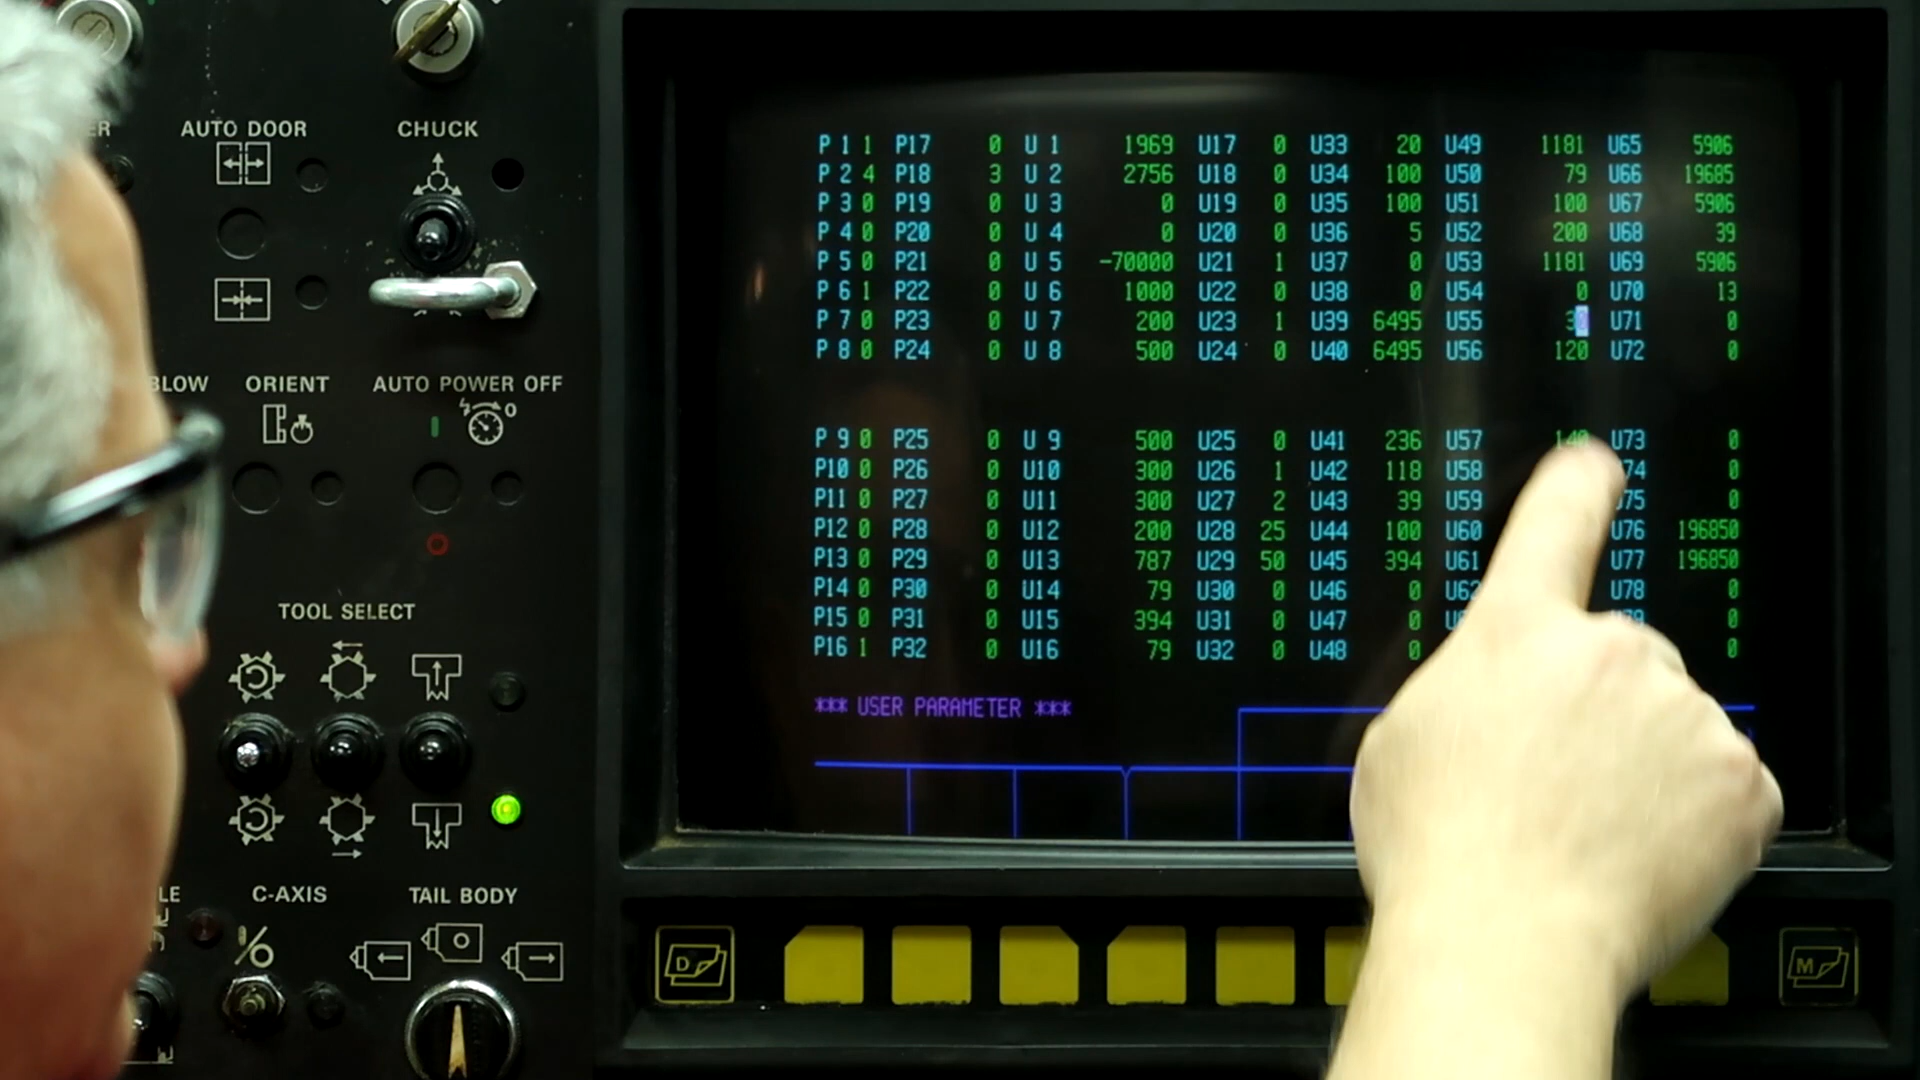 ER
AUTO DOOR
CHUCK
BLOW
ORIENT
AUTO POWER OFF
TOOL SELECT
LE
C-AXIS
TAIL BODY
P 1 1 P17 0 U 1 1969 U17 0 U33 20 U49 1181 U65 5906
P 2 4 P18 3 U 2 2756 U18 0 U34 100 U50 79 U66 19685
P 3 0 P19 0 U 3 0 U19 0 U35 100 U51 100 U67 5906
P 4 0 P20 0 U 4 0 U20 0 U36 5 U52 200 U68 39
P 5 0 P21 0 U 5 -70000 U21 1 U37 0 U53 1181 U69 5906
P 6 1 P22 0 U 6 1000 U22 0 U38 0 U54 0 U70 13
P 7 0 P23 0 U 7 200 U23 1 U39 6495 U55 30 U71 0
P 8 0 P24 0 U 8 500 U24 0 U40 6495 U56 120 U72 0
P 9 0 P25 0 U 9 500 U25 0 U41 236 U57 140 U73 0
P10 0 P26 0 U10 300 U26 1 U42 118 U58 74 0
P11 0 P27 0 U11 300 U27 2 U43 39 U59 75 0
P12 0 P28 0 U12 200 U28 25 U44 100 U60 U76 196850
P13 0 P29 0 U13 787 U29 50 U45 394 U61 U77 196850
P14 0 P30 0 U14 79 U30 0 U46 0 U62 U78 0
P15 0 P31 0 U15 394 U31 0 U47 0 0
P16 1 P32 0 U16 79 U32 0 U48 0 0
*** USER PARAMETER ***
D
M